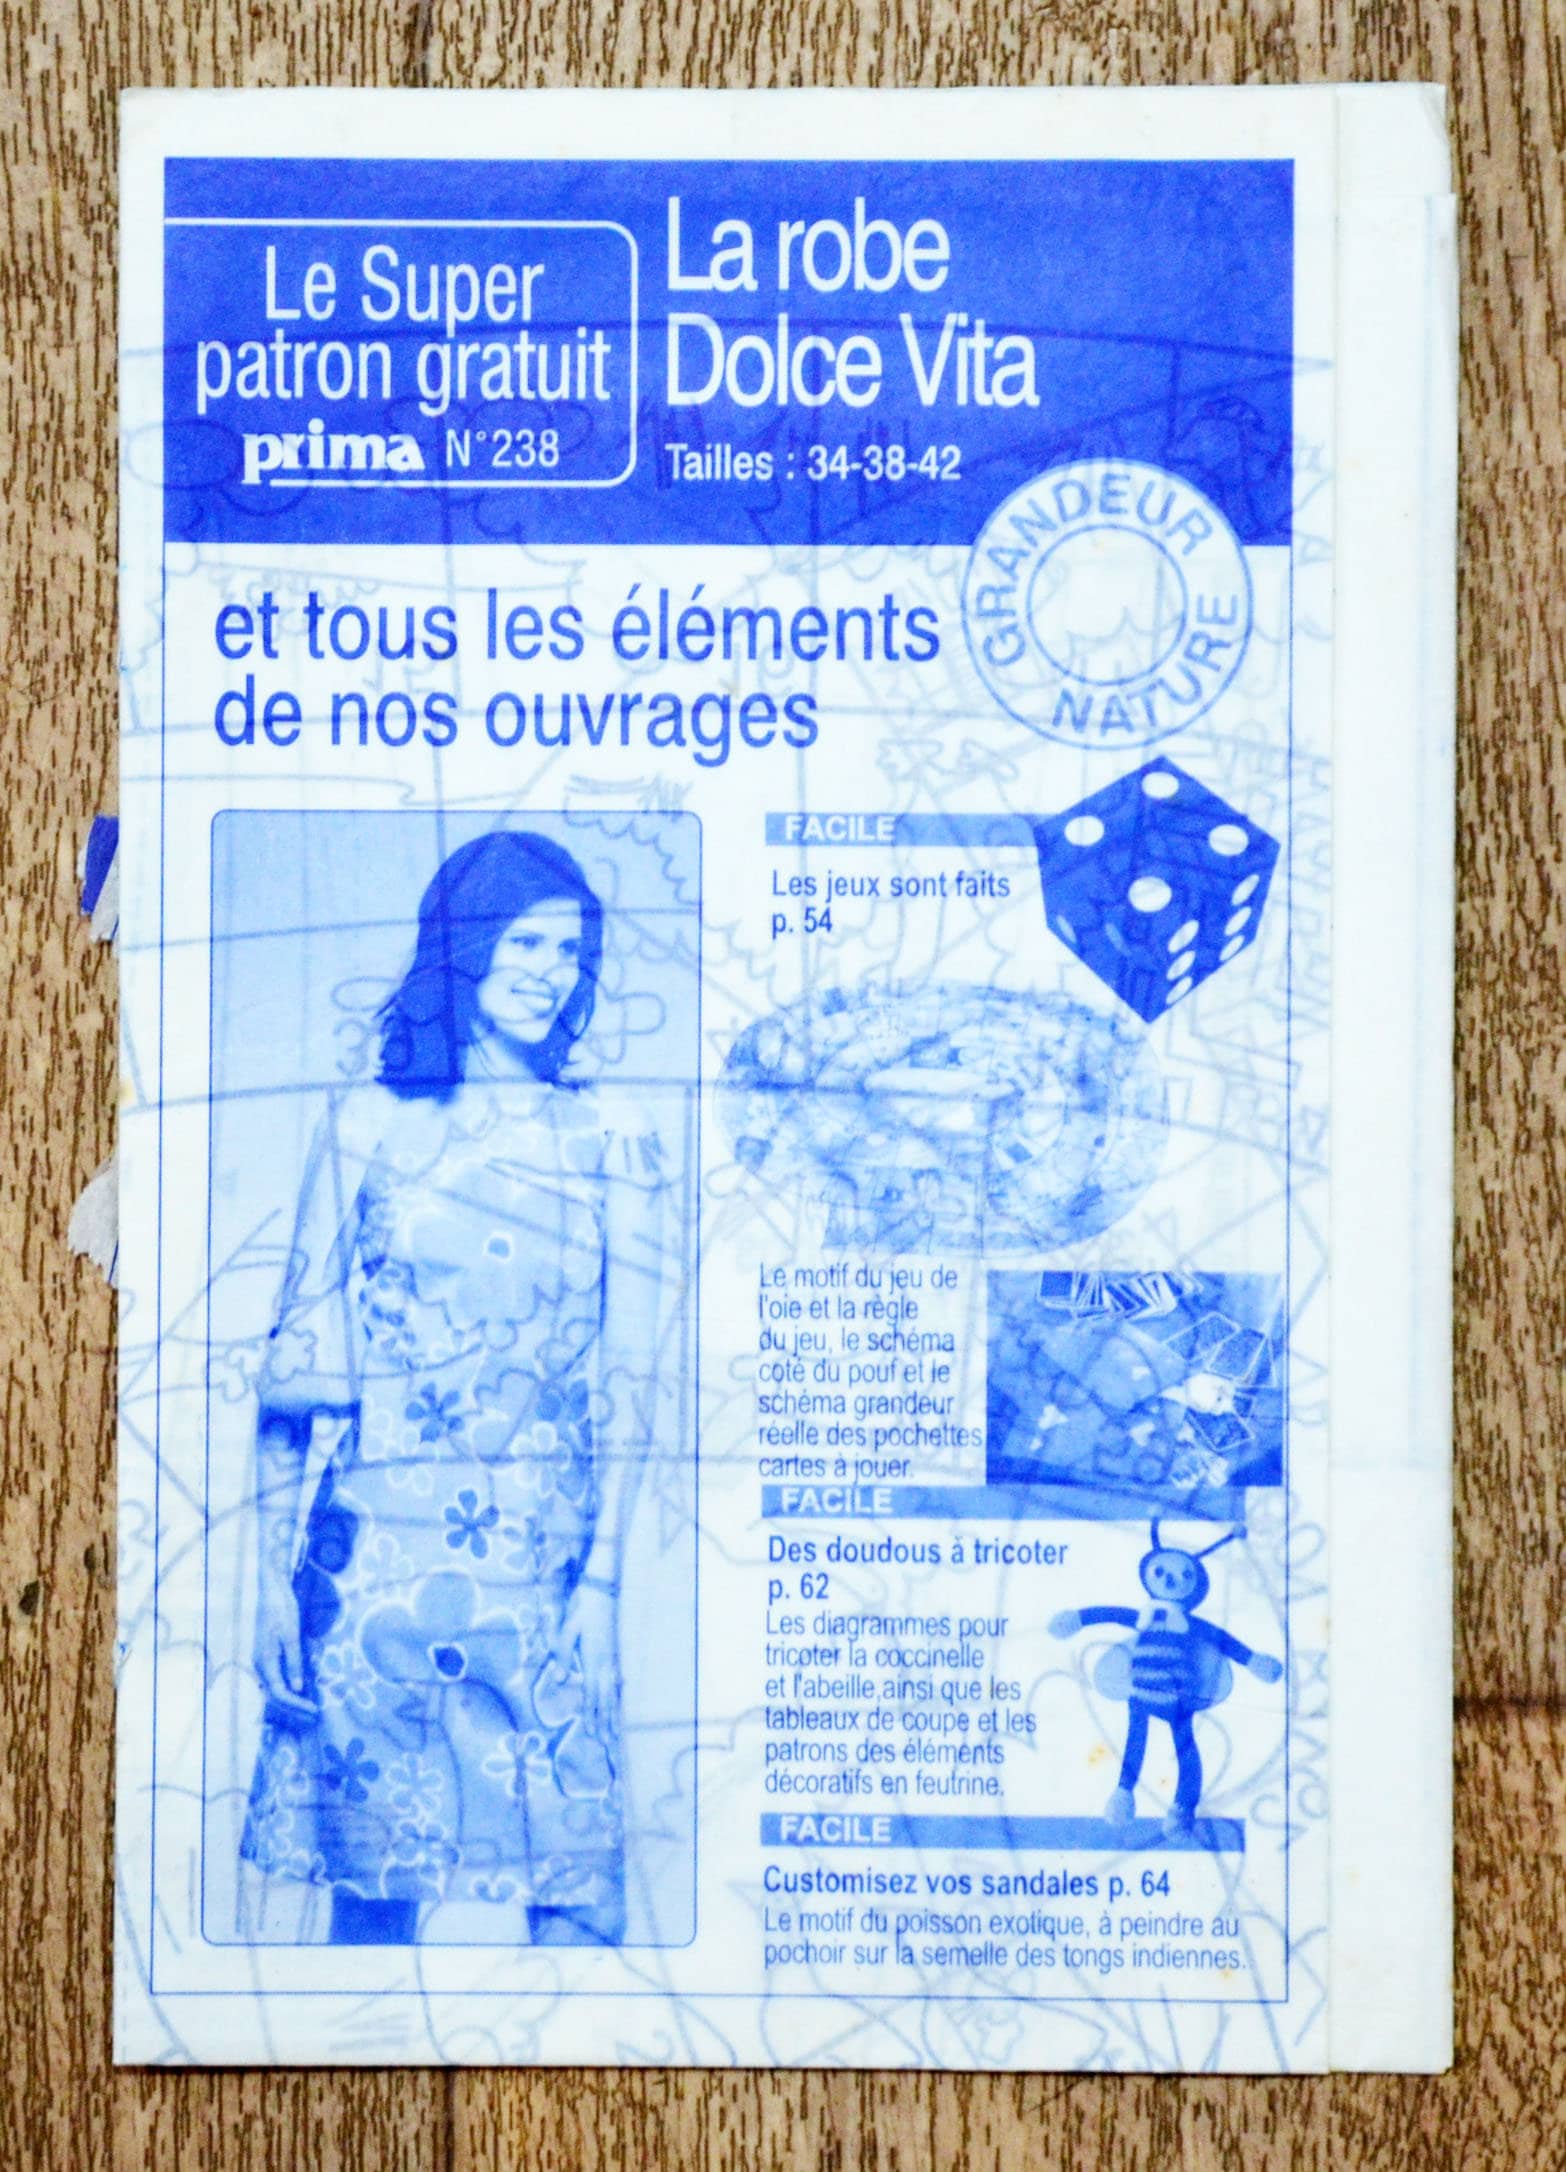 Le Super
patron gratuit
prima N°238
La robe
Dolce Vita
Tailles : 34-38-42
GRANDEUR
NATURE
et tous les éléments
de nos ouvrages
FACILE
Les jeux sont faits
p. 54
Le motif du jeu de
l'oie et la règle
du jeu, le schéma
coté du pouf et le
schéma grandeur
réelle des pochettes
cartes à jouer.
FACILE
Des doudous à tricoter
p. 62
Les diagrammes pour
tricoter la coccinelle
et l'abeille,ainsi que les
tableaux de coupe et les
patrons des éléments
décoratifs en feutrine.
FACILE
Customisez vos sandales p. 64
Le motif du poisson exotique, à peindre au
pochoir sur la semelle des tongs indiennes.